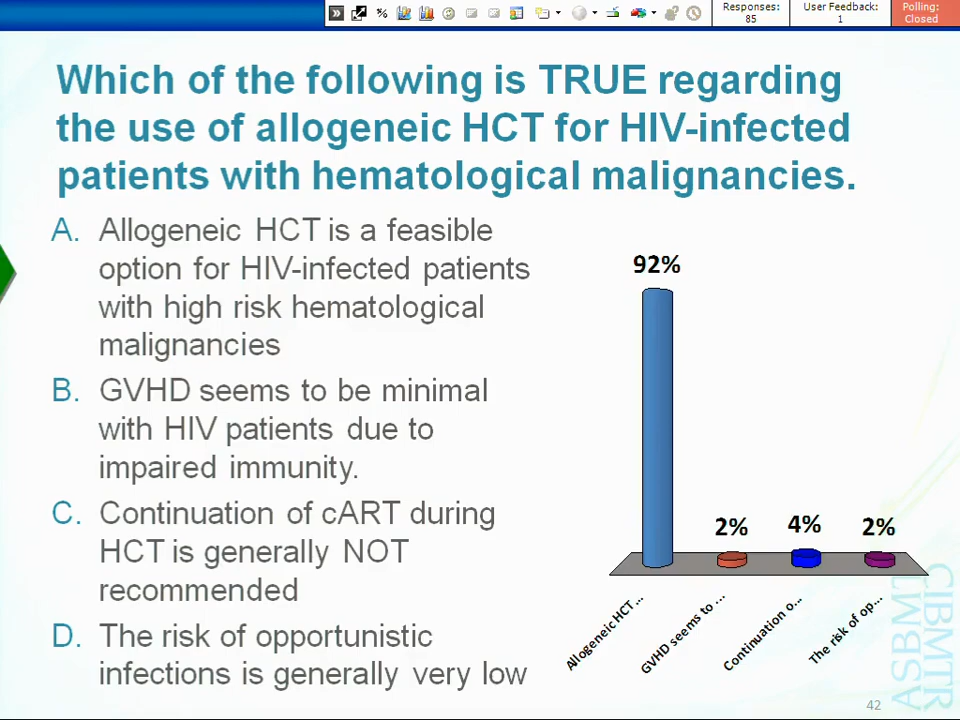 Responses:
85
User Feedback:
1
Polling:
Closed
Which of the following is TRUE regarding
the use of allogeneic HCT for HIV-infected
patients with hematological malignancies.
A. Allogeneic HCT is a feasible
option for HIV-infected patients
with high risk hematological
malignancies
B. GVHD seems to be minimal
with HIV patients due to
impaired immunity.
C. Continuation of cART during
HCT is generally NOT
recommended
D. The risk of opportunistic
infections is generally very low
92%
2%
4%
2%
Allogeneic HCT ...
GVHD seems to ...
Continuation o...
The risk of op...
CIBMTR
ASBMT
42